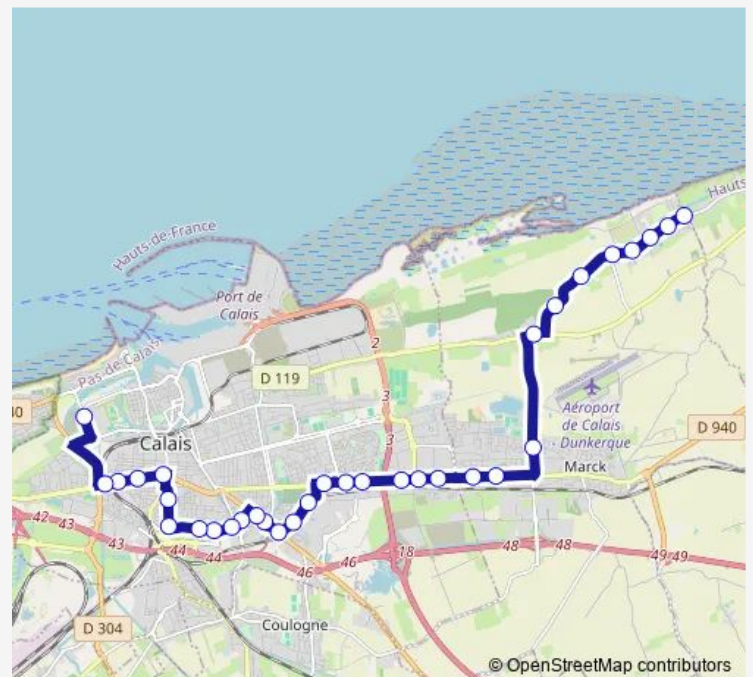 Hauts
Hauts-de-France
Port de
Calais
2
Pas-de-Calais
D 119
3
3
40
Aéroport
de Calais
- Dunkerque
D 940
Calais
Marck
42
43
43
44
44
46
46
18
48
48
49
49
D 304
Coulogne
© OpenStreetMap contributors